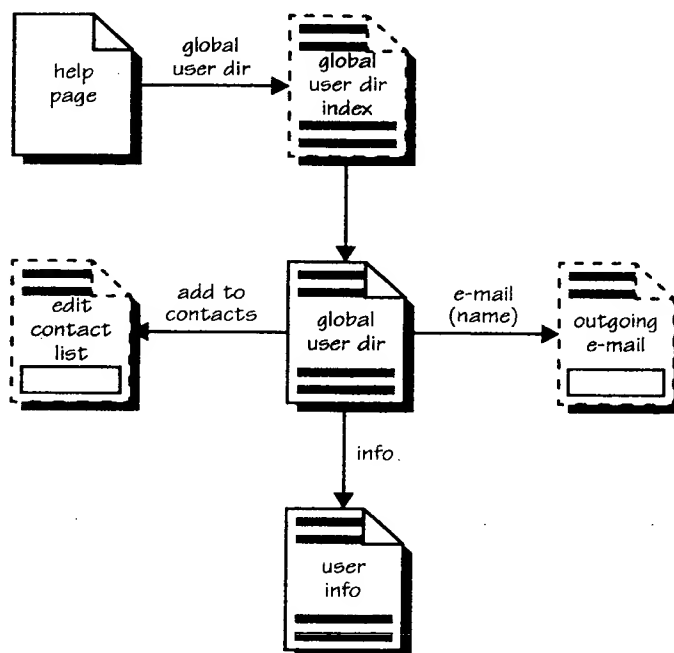 help
page
global
user dir
global
user dir
index
edit
contact
list
add to
contacts
global
user dir
e-mail
(name)
outgoing
e-mail
info
user
info